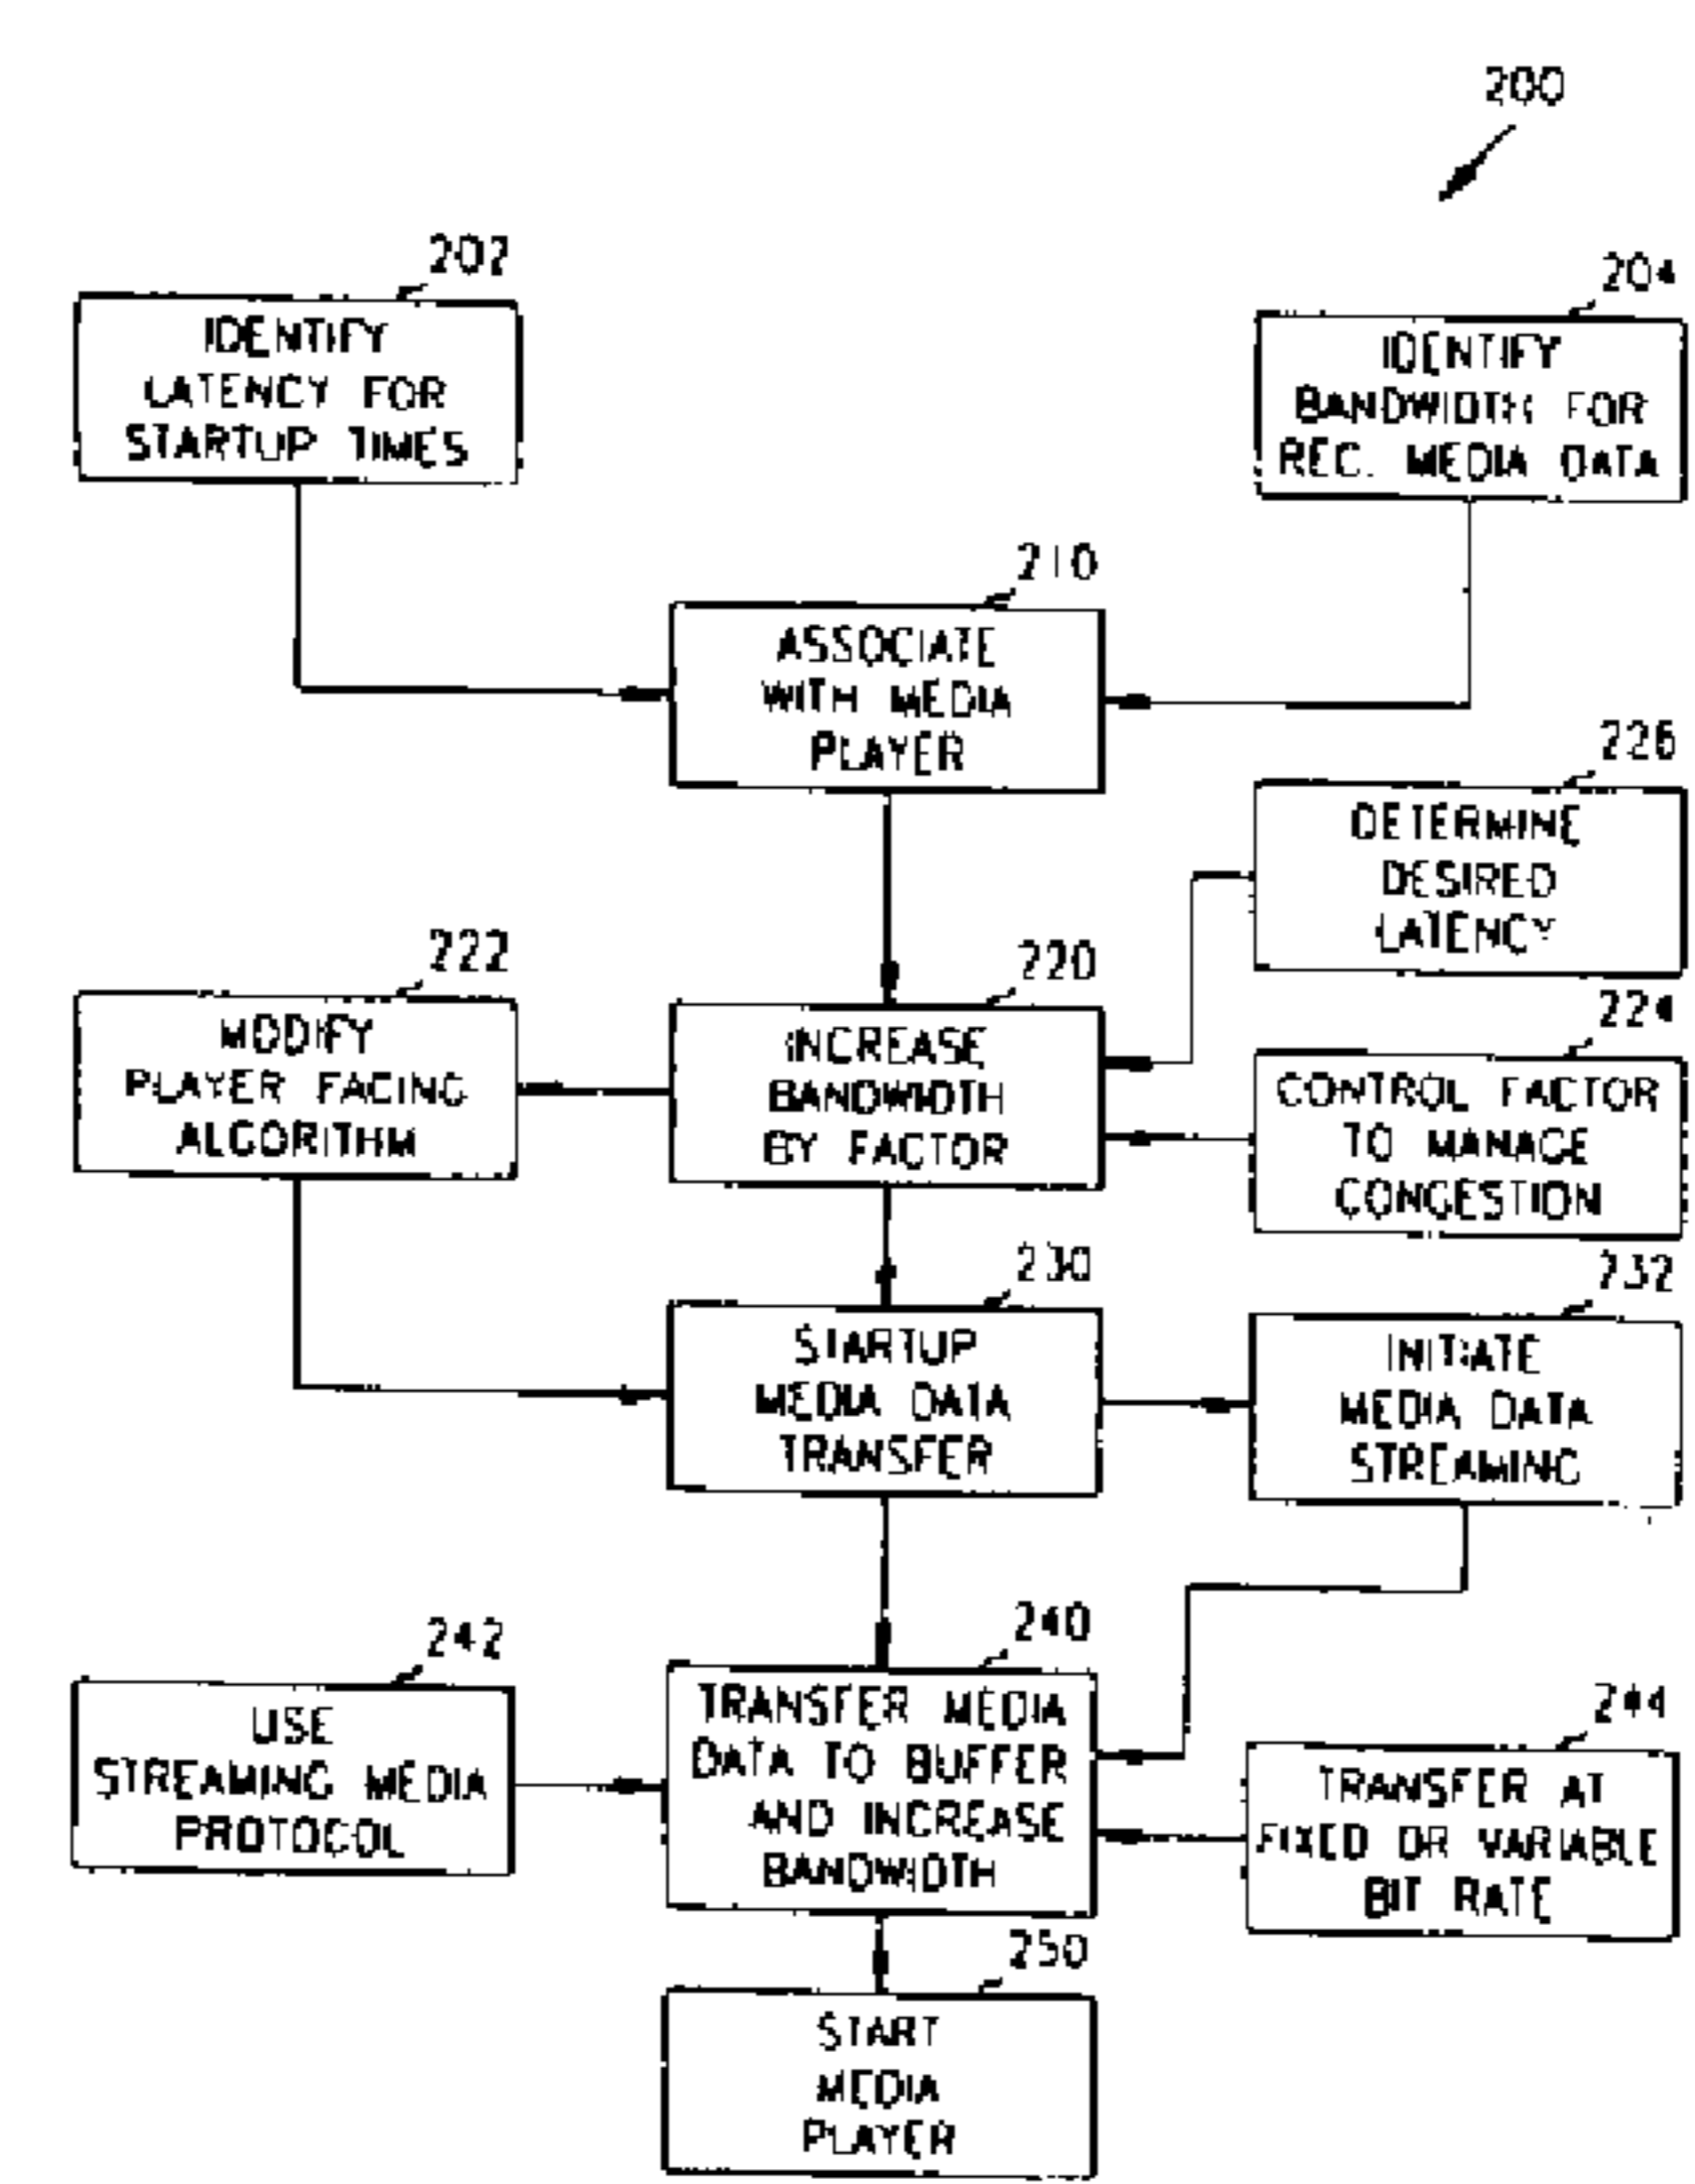 200
202
IDENTIFY
LATENCY FOR
STARTUP TIMES
204
IDENTIFY
BANDWIDTH FOR
REC. MEDIA DATA
210
ASSOCIATE
WITH MEDIA
PLAYER
226
DETERMINE
DESIRED
LATENCY
222
MODIFY
PLAYER FACING
ALGORITHM
220
INCREASE
BANDWIDTH
BY FACTOR
224
CONTROL FACTOR
TO MANAGE
CONGESTION
230
STARTUP
MEDIA DATA
TRANSFER
232
INITIATE
MEDIA DATA
STREAMING
242
USE
STREAMING MEDIA
PROTOCOL
240
TRANSFER MEDIA
DATA TO BUFFER
AND INCREASE
BANDWIDTH
244
TRANSFER AT
FIXED OR VARIABLE
BIT RATE
250
START
MEDIA
PLAYER